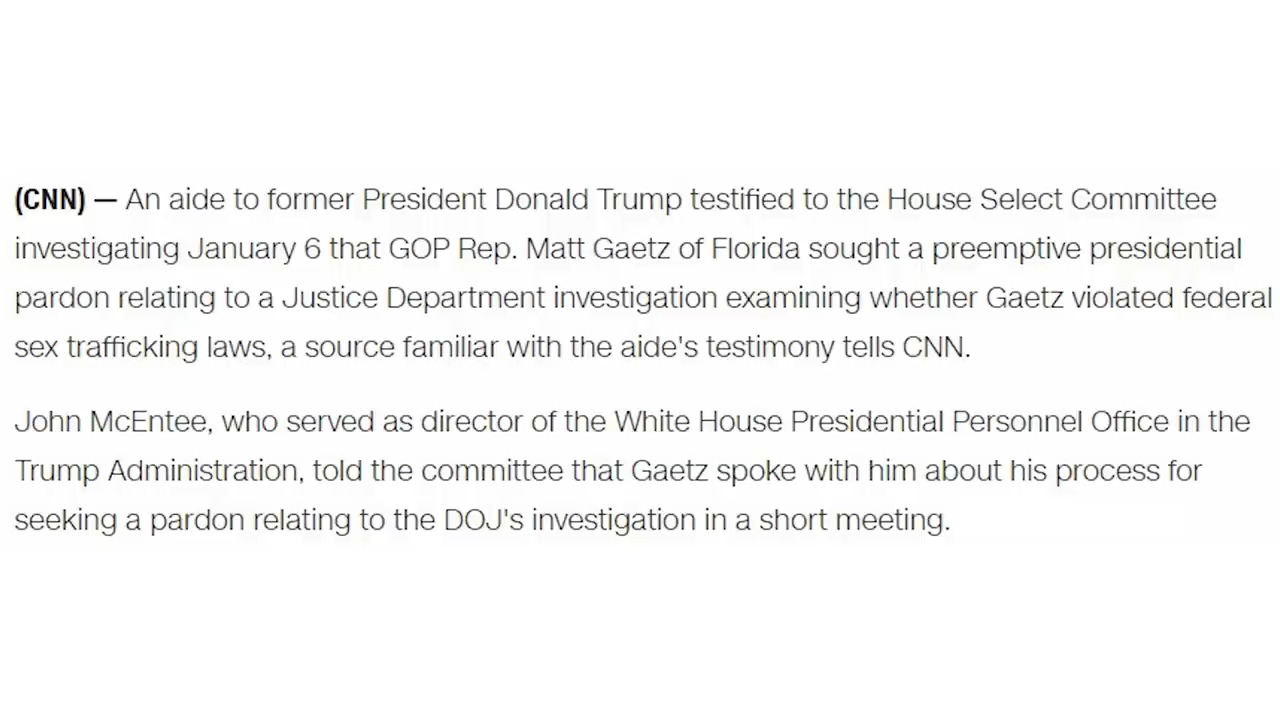 (CNN) — An aide to former President Donald Trump testified to the House Select Committee
investigating January 6 that GOP Rep. Matt Gaetz of Florida sought a preemptive presidential
pardon relating to a Justice Department investigation examining whether Gaetz violated federal
sex trafficking laws, a source familiar with the aide's testimony tells CNN.
John McEntee, who served as director of the White House Presidential Personnel Office in the
Trump Administration, told the committee that Gaetz spoke with him about his process for
seeking a pardon relating to the DOJ's investigation in a short meeting.